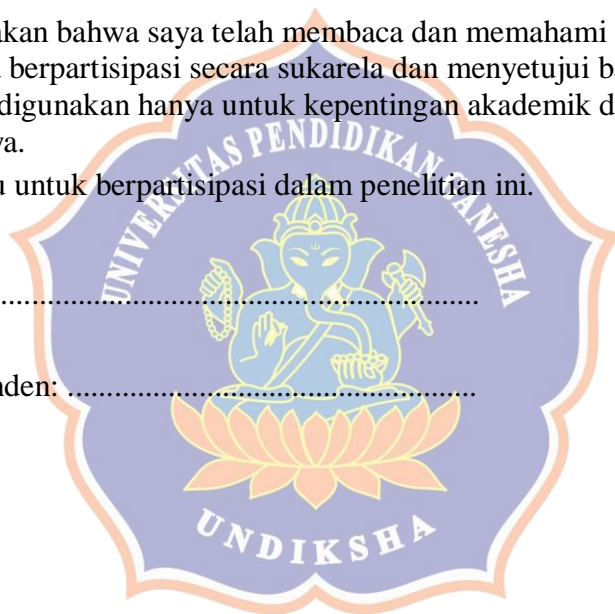 akan bahwa saya telah membaca dan memahami
berpartisipasi secara sukarela dan menyetujui b
digunakan hanya untuk kepentingan akademik d
ya.
u untuk berpartisipasi dalam penelitian ini.
....................................................
nden: ....................................................
UNIVERSITAS PENDIDIKAN GANESHA
UNDIKSHA